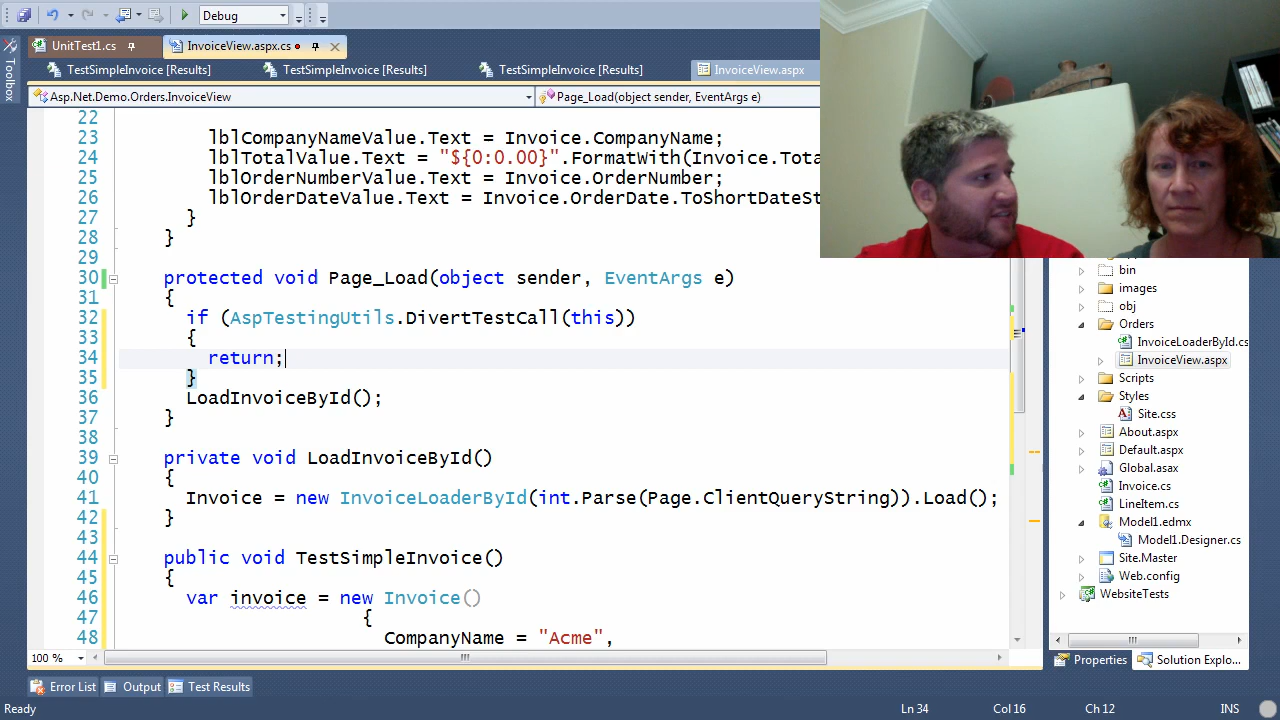 Debug
UnitTest1.cs
InvoiceView.aspx.cs
TestSimpleInvoice [Results]
TestSimpleInvoice [Results]
TestSimpleInvoice [Results]
InvoiceView.aspx
Toolbox
Asp.Net.Demo.Orders.InvoiceView
Page_Load(object sender, EventArgs e)
22
23 lblCompanyNameValue.Text = Invoice.CompanyName;
24 lblTotalValue.Text = "${0:0.00}".FormatWith(Invoice.Tota
25 lblOrderNumberValue.Text = Invoice.OrderNumber;
26 lblOrderDateValue.Text = Invoice.OrderDate.ToShortDateSt
27 }
28 }
29
30 protected void Page_Load(object sender, EventArgs e)
31 {
32 if (AspTestingUtils.DivertTestCall(this))
33 {
34 return;
35 }
36 LoadInvoiceById();
37 }
38
39 private void LoadInvoiceById()
40 {
41 Invoice = new InvoiceLoaderById(int.Parse(Page.ClientQueryString)).Load();
42 }
43
44 public void TestSimpleInvoice()
45 {
46 var invoice = new Invoice()
47 {
48 CompanyName = "Acme",
100 %
bin
images
obj
Orders
InvoiceLoaderById.cs
InvoiceView.aspx
Scripts
Styles
Site.css
About.aspx
Default.aspx
Global.asax
Invoice.cs
LineItem.cs
Model1.edmx
Model1.Designer.cs
Site.Master
Web.config
WebsiteTests
Properties
Solution Explo...
Error List
Output
Test Results
Ready
Ln 34
Col 16
Ch 12
INS